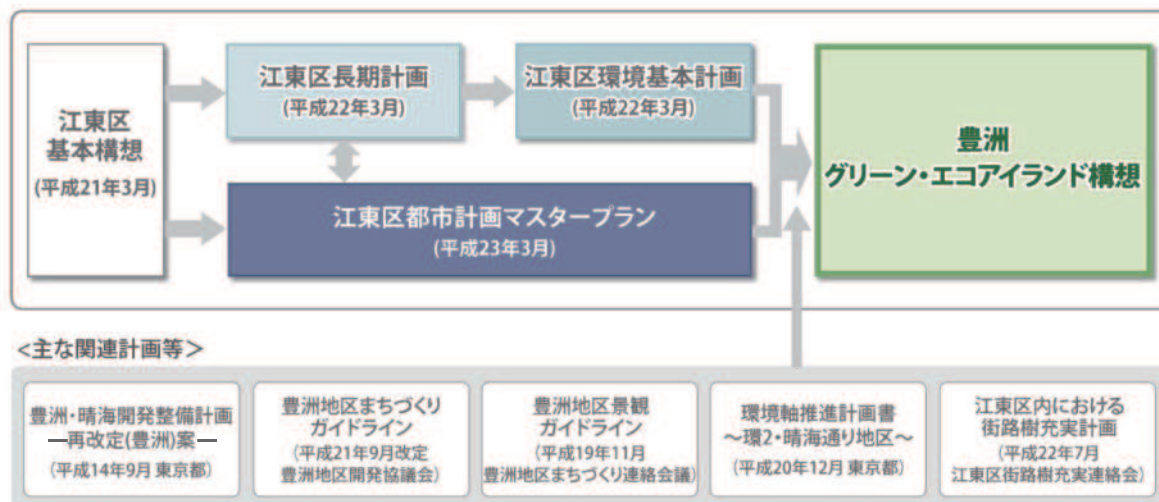 江東区
基本構想
(平成21年3月)
江東区長期計画
(平成22年3月)
江東区環境基本計画
(平成22年3月)
江東区都市計画マスタープラン
(平成23年3月)
豊洲
グリーン・エコアイランド構想
<主な関連計画等>
豊洲・晴海開発整備計画
―再改定(豊洲)案―
(平成14年9月 東京都)
豊洲地区まちづくり
ガイドライン
(平成21年9月改定
豊洲地区開発協議会)
豊洲地区景観
ガイドライン
(平成19年11月
豊洲地区まちづくり連絡会議)
環境軸推進計画書
～環2・晴海通り地区～
(平成20年12月 東京都)
江東区内における
街路樹充実計画
(平成22年7月
江東区街路樹充実連絡会)